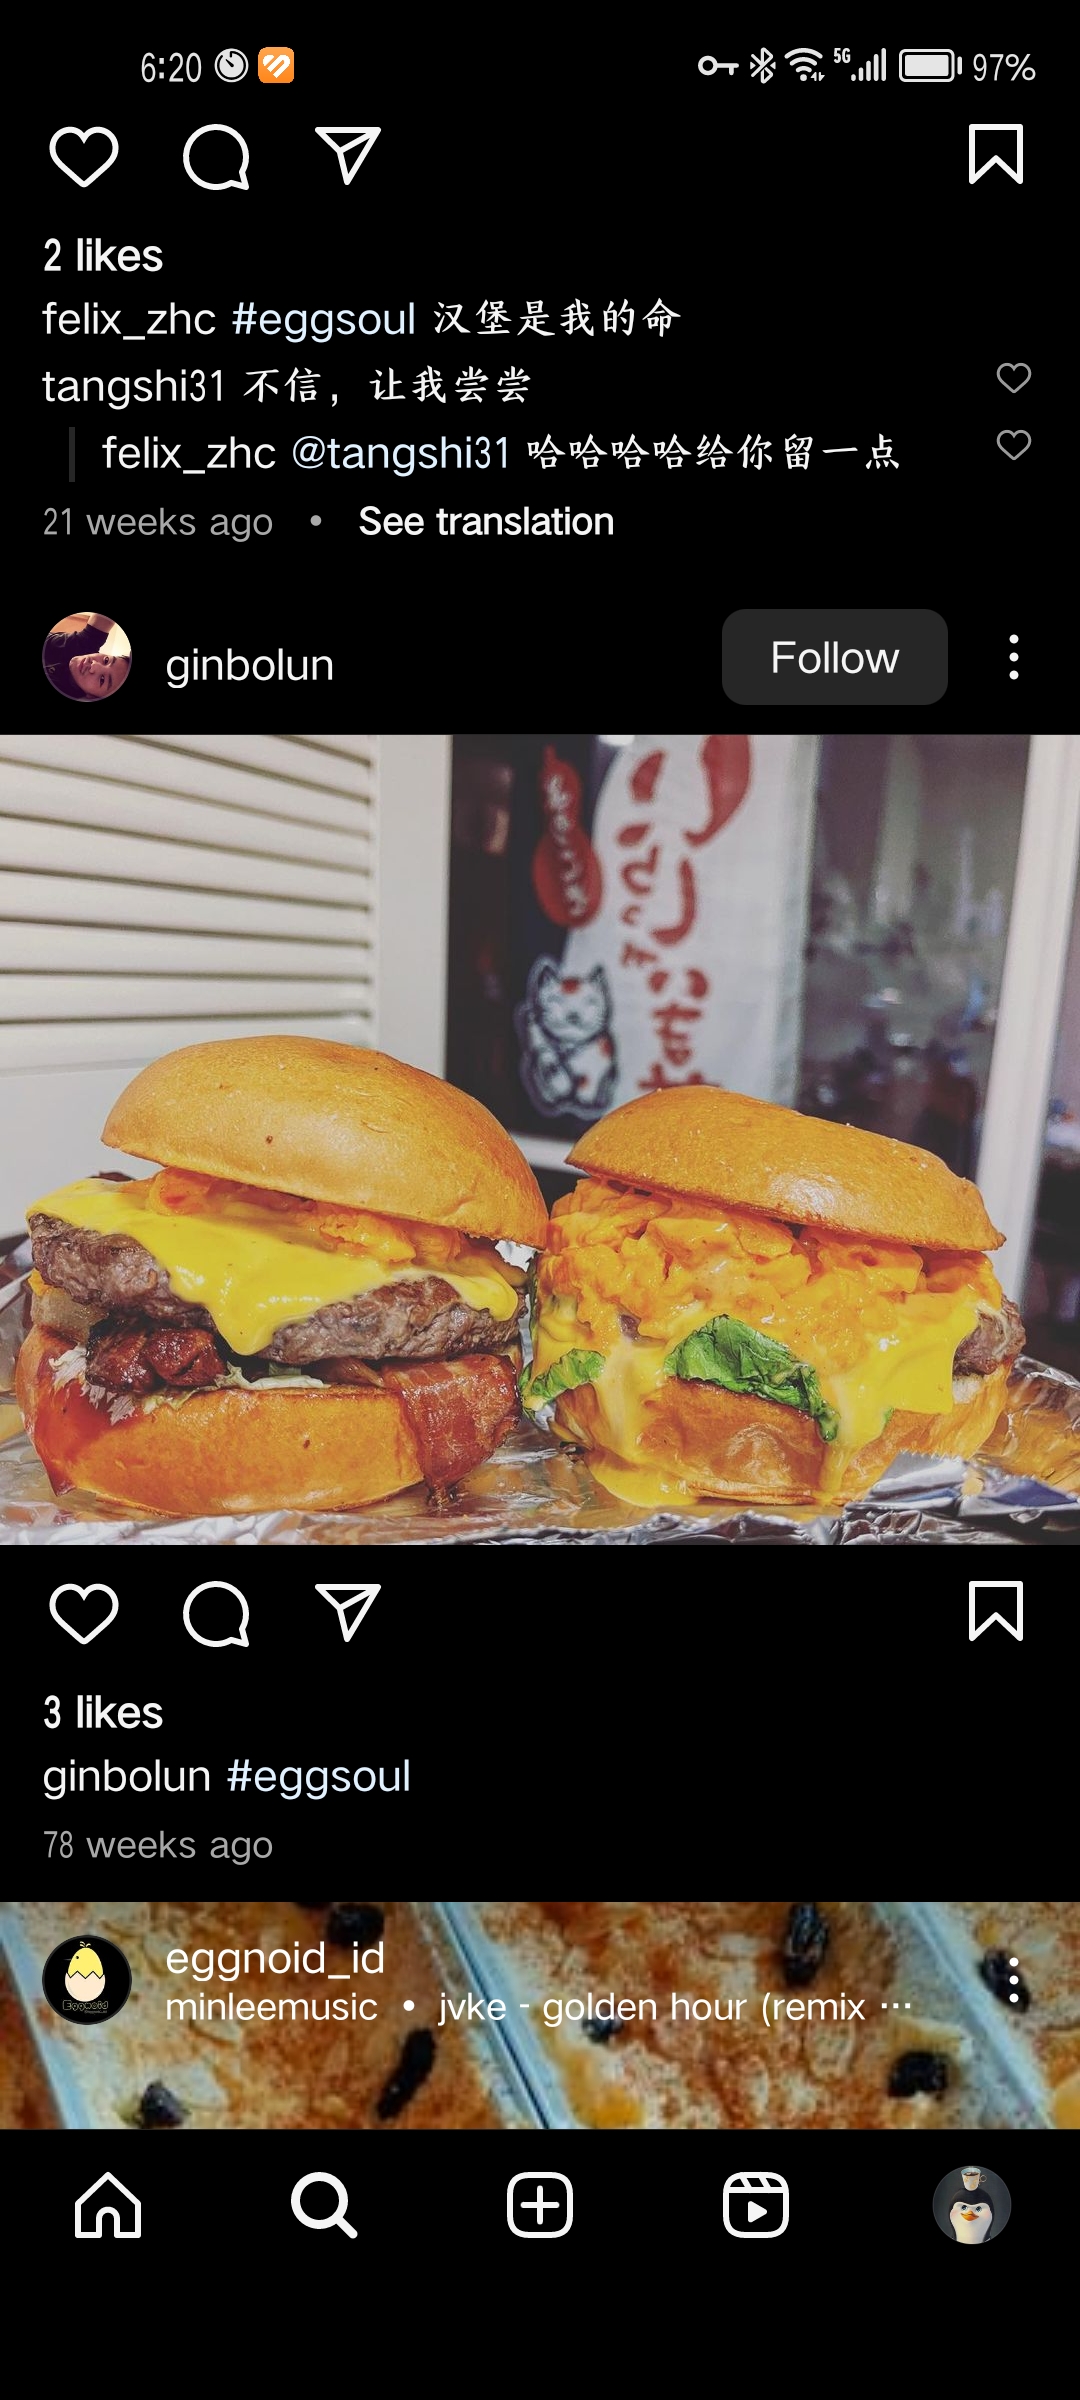 6:20
5G
97%
2 likes
felix_zhc #eggsoul 汉堡是我的命
tangshi31 不信，让我尝尝
felix_zhc @tangshi31 哈哈哈哈给你留一点
21 weeks ago • See translation
ginbolun
Follow
3 likes
ginbolun #eggsoul
78 weeks ago
eggnoid_id
minleemusic • jvke - golden hour (remix ...
Eggnoid